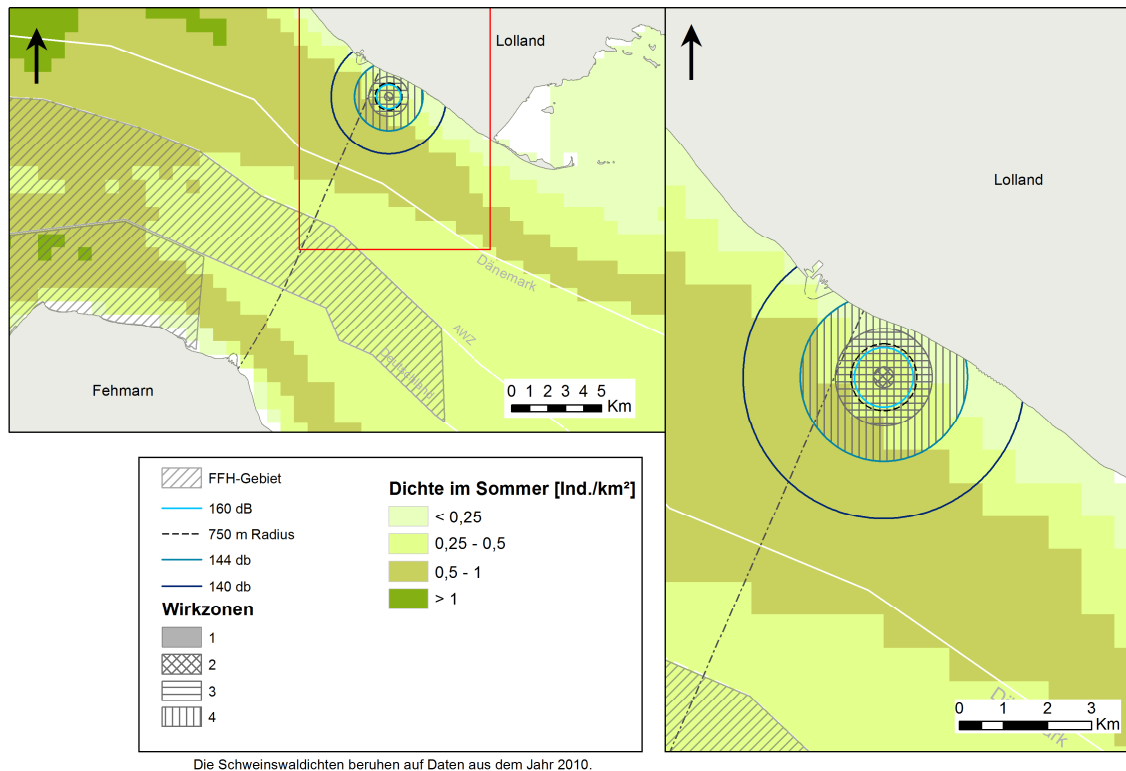 Lolland
Dänemark
AWZ
Deutschland
Fehmarn
0 1 2 3 4 5
Km
Lolland
Dänemark
0 1 2 3
Km
FFH-Gebiet
160 dB
750 m Radius
144 db
140 db
Wirkzonen
1
2
3
4
Dichte im Sommer [Ind./km²]
< 0,25
0,25 - 0,5
0,5 - 1
> 1
Die Schweinswaldichten beruhen auf Daten aus dem Jahr 2010.